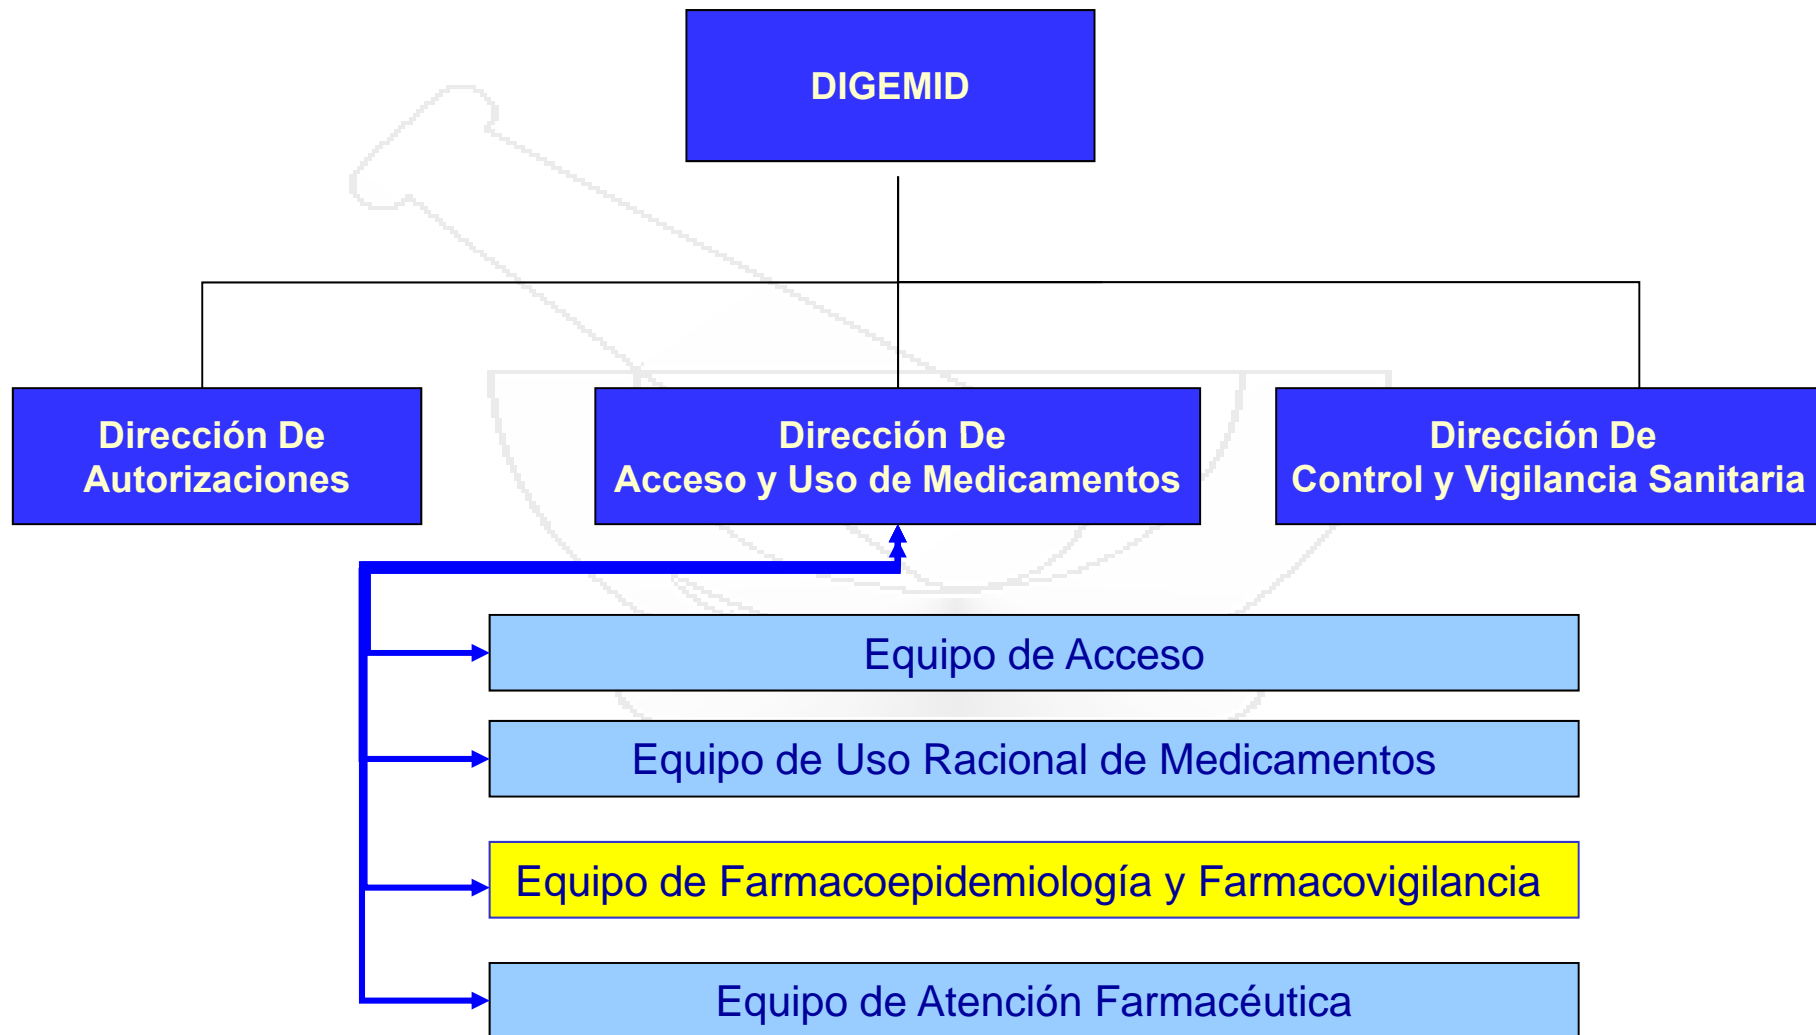 DIGEMID
Dirección De
Autorizaciones
Dirección De
Acceso y Uso de Medicamentos
Dirección De
Control y Vigilancia Sanitaria
Equipo de Acceso
Equipo de Uso Racional de Medicamentos
Equipo de Farmacoepidemiología y Farmacovigilancia
Equipo de Atención Farmacéutica